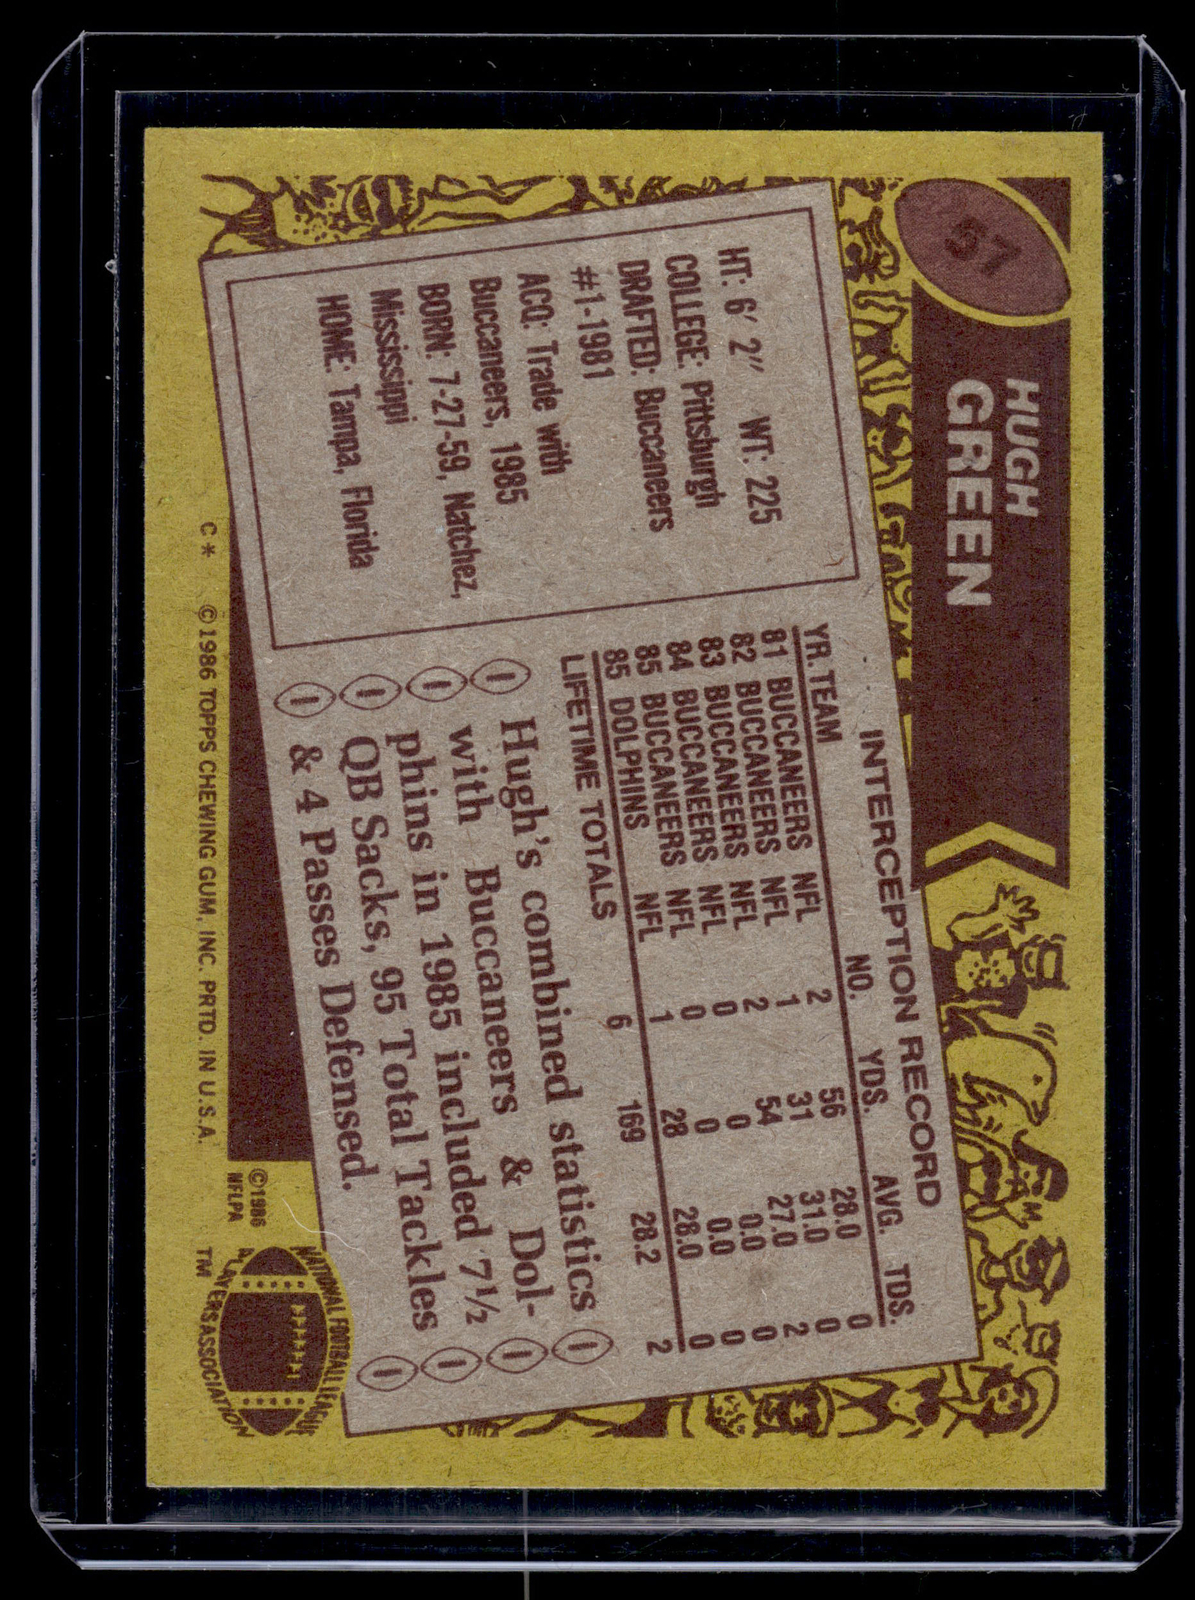 57
HUGH
GREEN
HT: 6' 2" WT: 225
COLLEGE: Pittsburgh
DRAFTED: Buccaneers
#1-1981
ACQ: Trade with
Buccaneers, 1985
BORN: 7-27-59, Natchez,
Mississippi
HOME: Tampa, Florida
INTERCEPTION RECORD
YR. TEAM NO. YDS. AVG. TDS.
81 BUCCANEERS NFL 2 56 28.0 0
82 BUCCANEERS NFL 1 31 31.0 0
83 BUCCANEERS NFL 2 54 27.0 2
84 BUCCANEERS NFL 0 0 0.0 0
85 BUCCANEERS NFL 0 0 0.0 0
85 DOLPHINS NFL 1 28 28.0 0
LIFETIME TOTALS 6 169 28.2 2
Hugh's combined statistics
with Buccaneers & Dol-
phins in 1985 included 7½
QB Sacks, 95 Total Tackles
& 4 Passes Defensed.
C* ©1986 TOPPS CHEWING GUM, INC. PRTD. IN U.S.A.
©1986
NFLPA
NATIONAL FOOTBALL LEAGUE
PLAYERS ASSOCIATION
TM